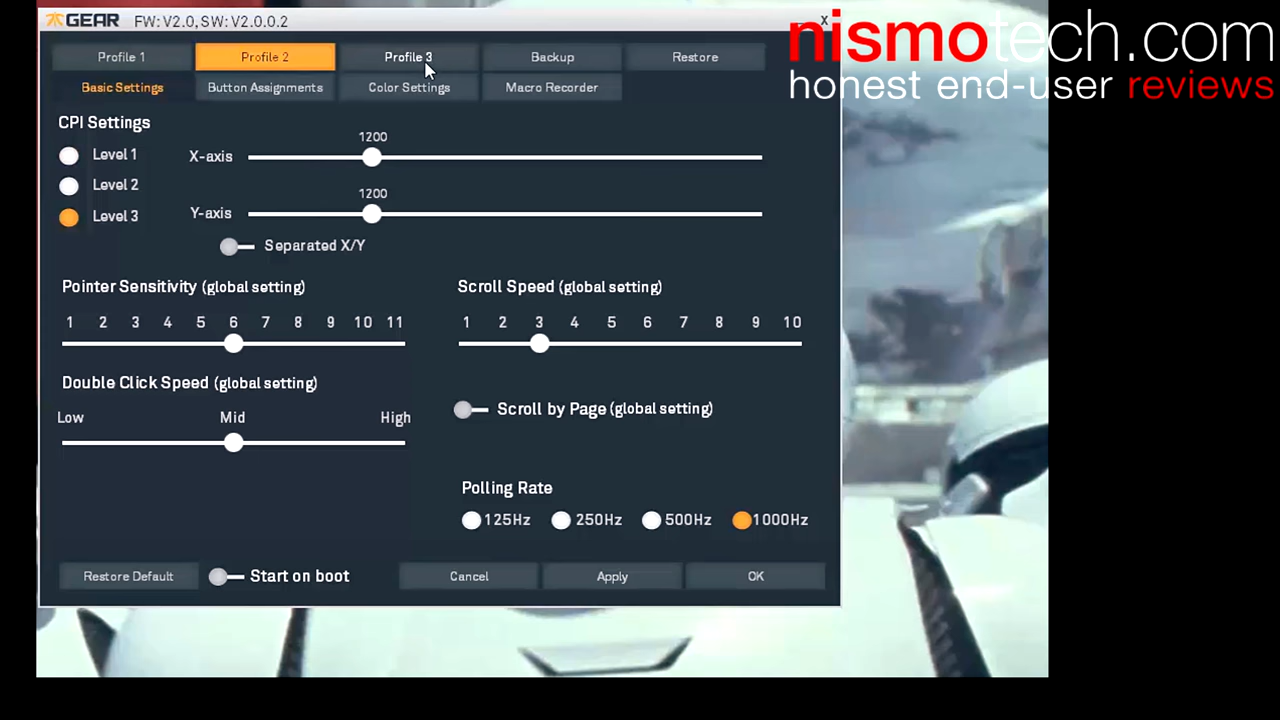 GEAR FW: V2.0, SW: V2.0.0.2 X
nismotech.com
honest end-user reviews
Profile 1 Profile 2 Profile 3 Backup Restore
Basic Settings Button Assignments Color Settings Macro Recorder
CPI Settings
Level 1
Level 2
Level 3
1200
X-axis
1200
Y-axis
Separated X/Y
Pointer Sensitivity (global setting)
1 2 3 4 5 6 7 8 9 10 11
Scroll Speed (global setting)
1 2 3 4 5 6 7 8 9 10
Double Click Speed (global setting)
Low Mid High
Scroll by Page (global setting)
Polling Rate
125Hz 250Hz 500Hz 1000Hz
Restore Default Start on boot Cancel Apply OK